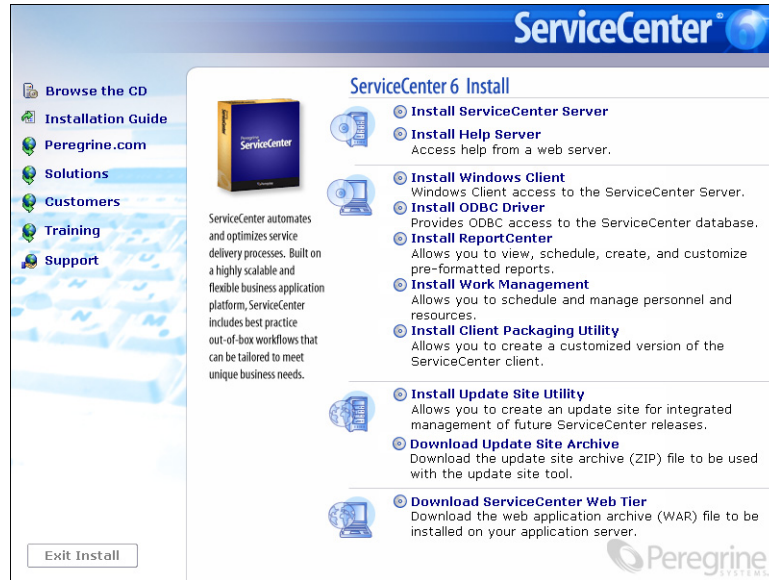 ServiceCenter® 6
Browse the CD
Installation Guide
Peregrine.com
Solutions
Customers
Training
Support
Exit Install
Peregrine
ServiceCenter
ServiceCenter automates
and optimizes service
delivery processes. Built on
a highly scalable and
flexible business application
platform, ServiceCenter
includes best practice
out-of-box workflows that
can be tailored to meet
unique business needs.
ServiceCenter 6 Install
Install ServiceCenter Server
Install Help Server
Access help from a web server.
Install Windows Client
Windows Client access to the ServiceCenter Server.
Install ODBC Driver
Provides ODBC access to the ServiceCenter database.
Install ReportCenter
Allows you to view, schedule, create, and customize
pre-formatted reports.
Install Work Management
Allows you to schedule and manage personnel and
resources.
Install Client Packaging Utility
Allows you to create a customized version of the
ServiceCenter client.
Install Update Site Utility
Allows you to create an update site for integrated
management of future ServiceCenter releases.
Download Update Site Archive
Download the update site archive (ZIP) file to be used
with the update site tool.
Download ServiceCenter Web Tier
Download the web application archive (WAR) file to be
installed on your application server.
Peregrine
SYSTEMS